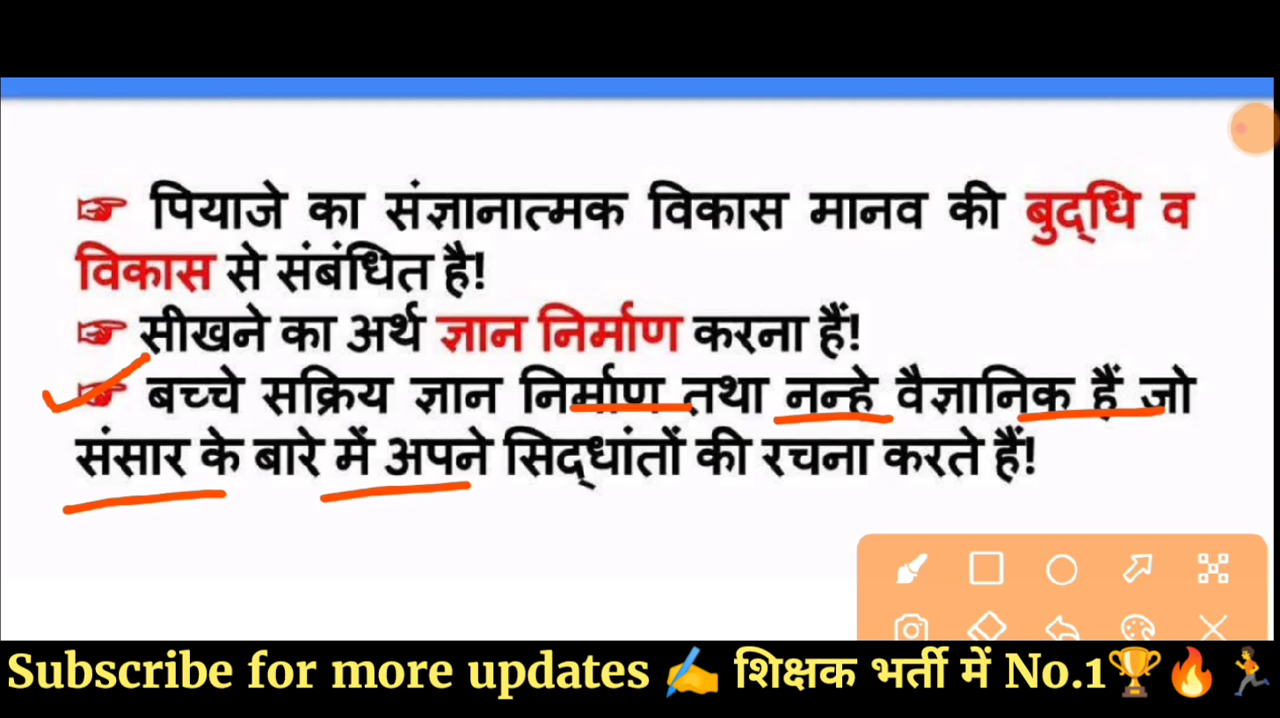 ☞ पियाजे का संज्ञानात्मक विकास मानव की बुद्‌धि व
विकास से संबंधित है!
☞ सीखने का अर्थ ज्ञान निर्माण करना हैं!
☞ बच्चे सक्रिय ज्ञान निर्माण तथा नन्हे वैज्ञानिक हैं जो
संसार के बारे में अपने सिद्‌धांतों की रचना करते हैं!
Subscribe for more updates ✍️ शिक्षक भर्ती में No.1🏆🔥🏃